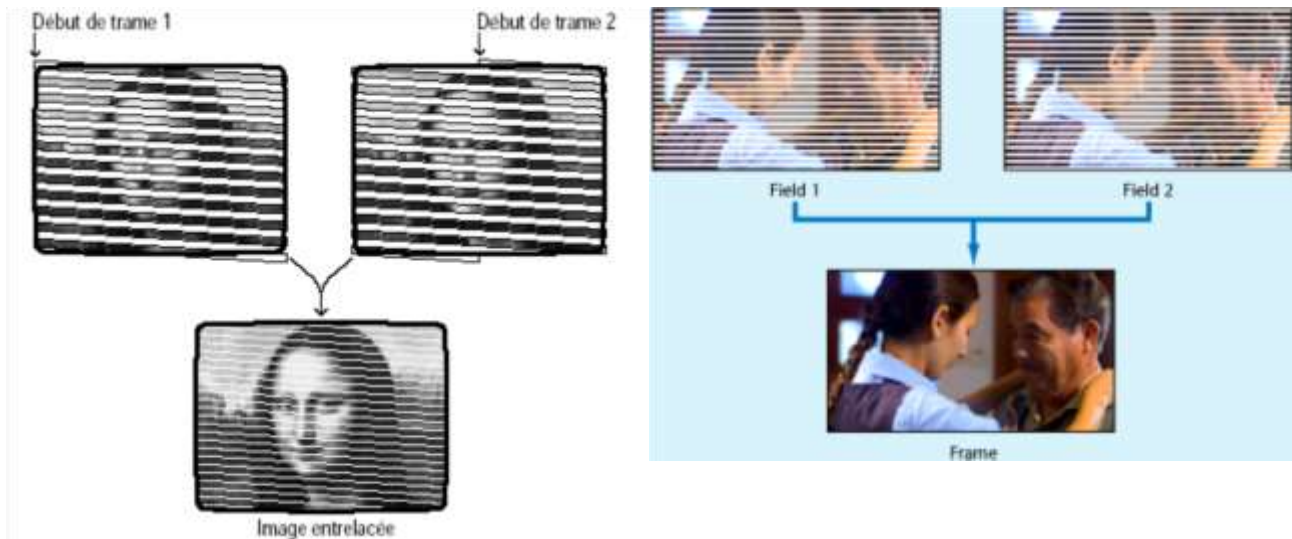 Début de trame 1
Début de trame 2
Image entrelacée
Field 1
Field 2
Frame